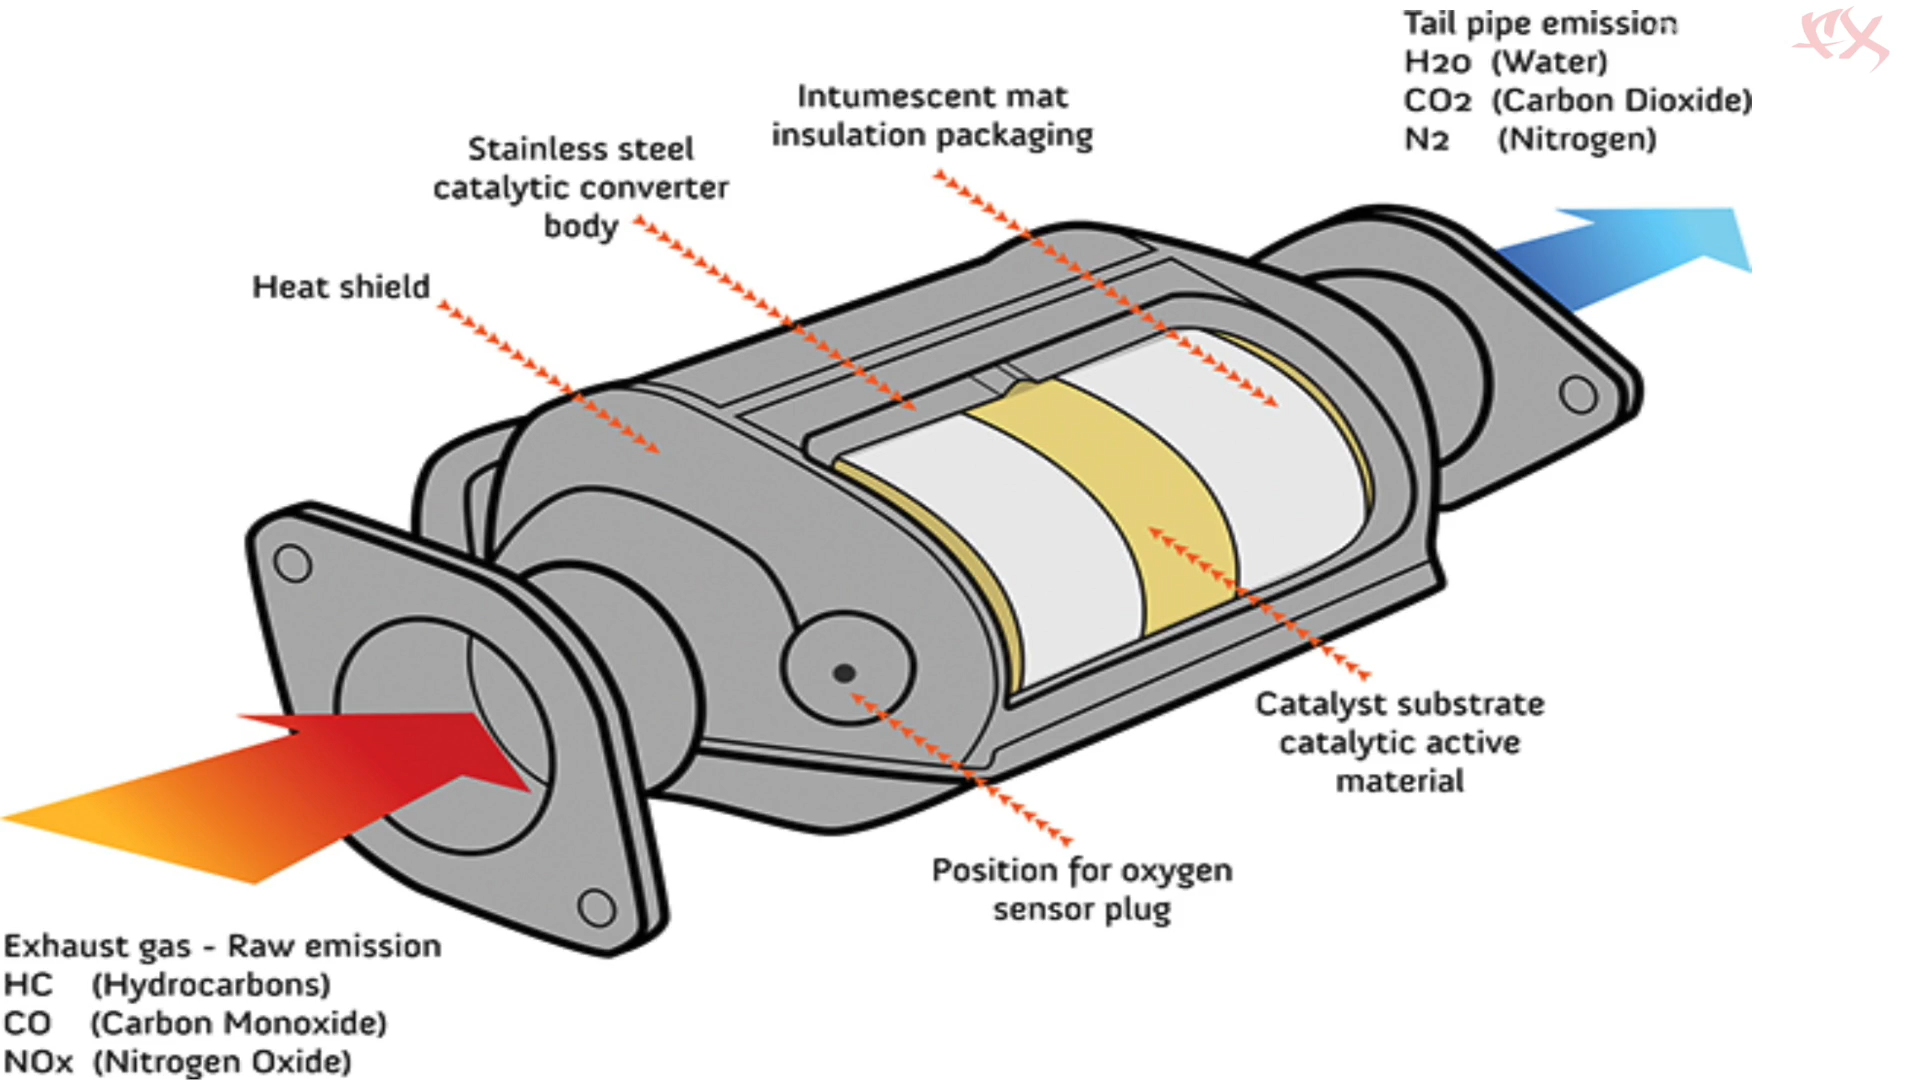 Tail pipe emission
H2O (Water)
CO2 (Carbon Dioxide)
N2 (Nitrogen)
Intumescent mat
insulation packaging
Stainless steel
catalytic converter
body
Heat shield
Catalyst substrate
catalytic active
material
Position for oxygen
sensor plug
Exhaust gas - Raw emission
HC (Hydrocarbons)
CO (Carbon Monoxide)
NOx (Nitrogen Oxide)